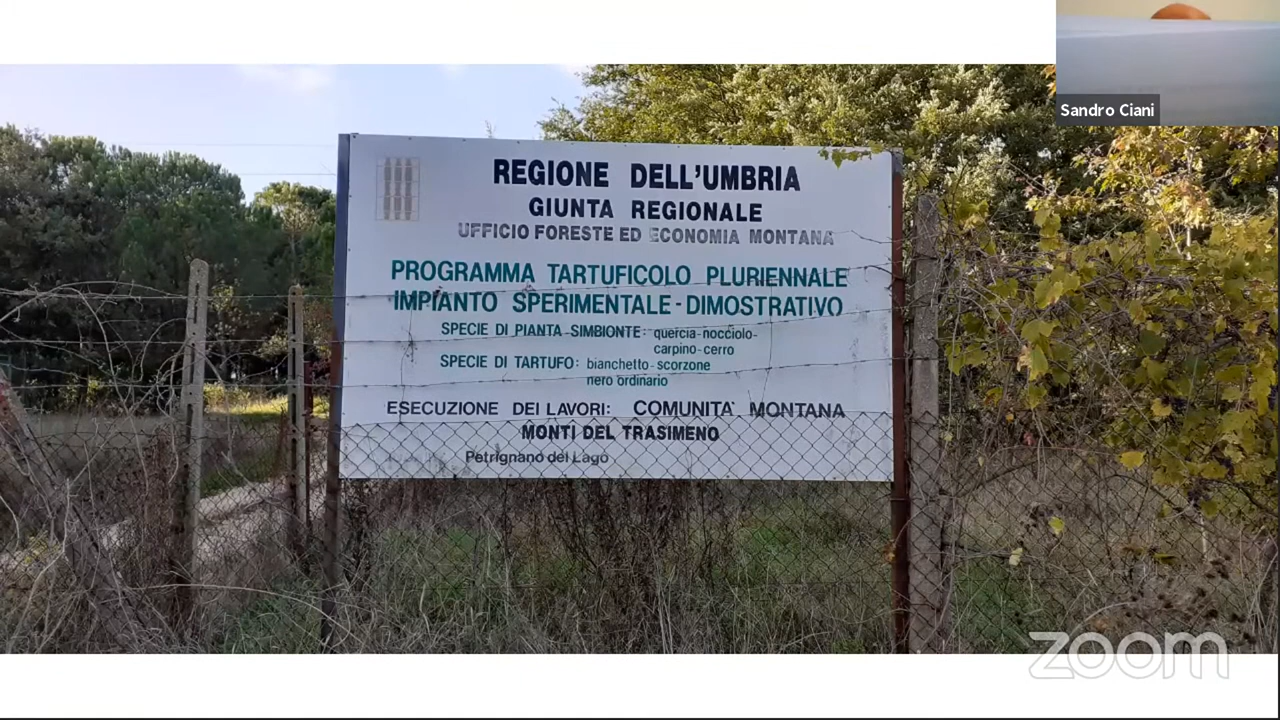 Sandro Ciani
REGIONE DELL'UMBRIA
GIUNTA REGIONALE
UFFICIO FORESTE ED ECONOMIA MONTANA
PROGRAMMA TARTUFICOLO PLURIENNALE
IMPIANTO SPERIMENTALE-DIMOSTRATIVO
SPECIE DI PIANTA SIMBIONTE: quercia-nocciolo-
carpino-cerro
SPECIE DI TARTUFO: bianchetto-scorzone
nero ordinario
ESECUZIONE DEI LAVORI: COMUNITA' MONTANA
MONTI DEL TRASIMENO
Petrignano del Lago
zoom